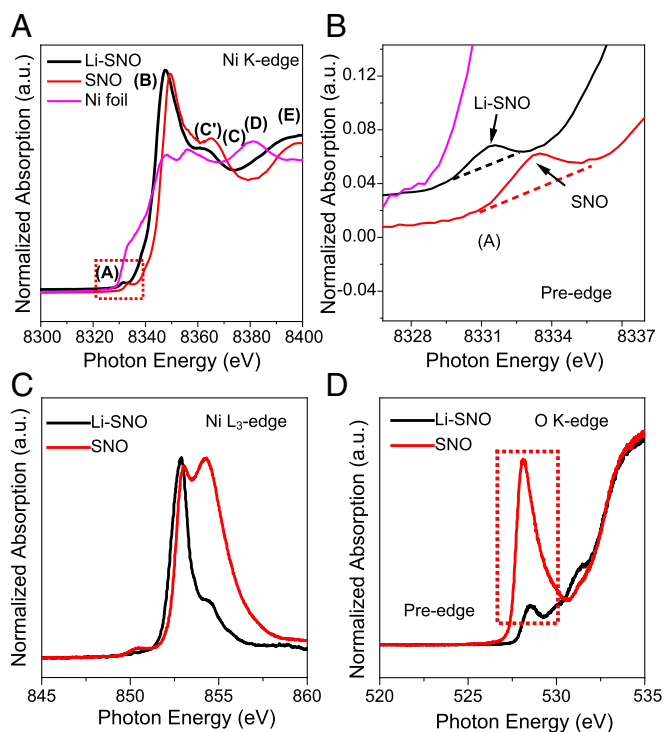 A
Normalized Absorption (a.u.)
Li-SNO
SNO
Ni foil
Ni K-edge
(A)
(B)
(C')
(C)
(D)
(E)
8300 8320 8340 8360 8380 8400
Photon Energy (eV)
B
Normalized Absorption (a.u.)
0.12
0.08
0.04
0.00
-0.04
Li-SNO
SNO
(A)
Pre-edge
8328 8331 8334 8337
Photon Energy (eV)
C
Normalized Absorption (a.u.)
Li-SNO
SNO
Ni L₃-edge
845 850 855 860
Photon Energy (eV)
D
Normalized Absorption (a.u.)
Li-SNO
SNO
O K-edge
Pre-edge
520 525 530 535
Photon Energy (eV)